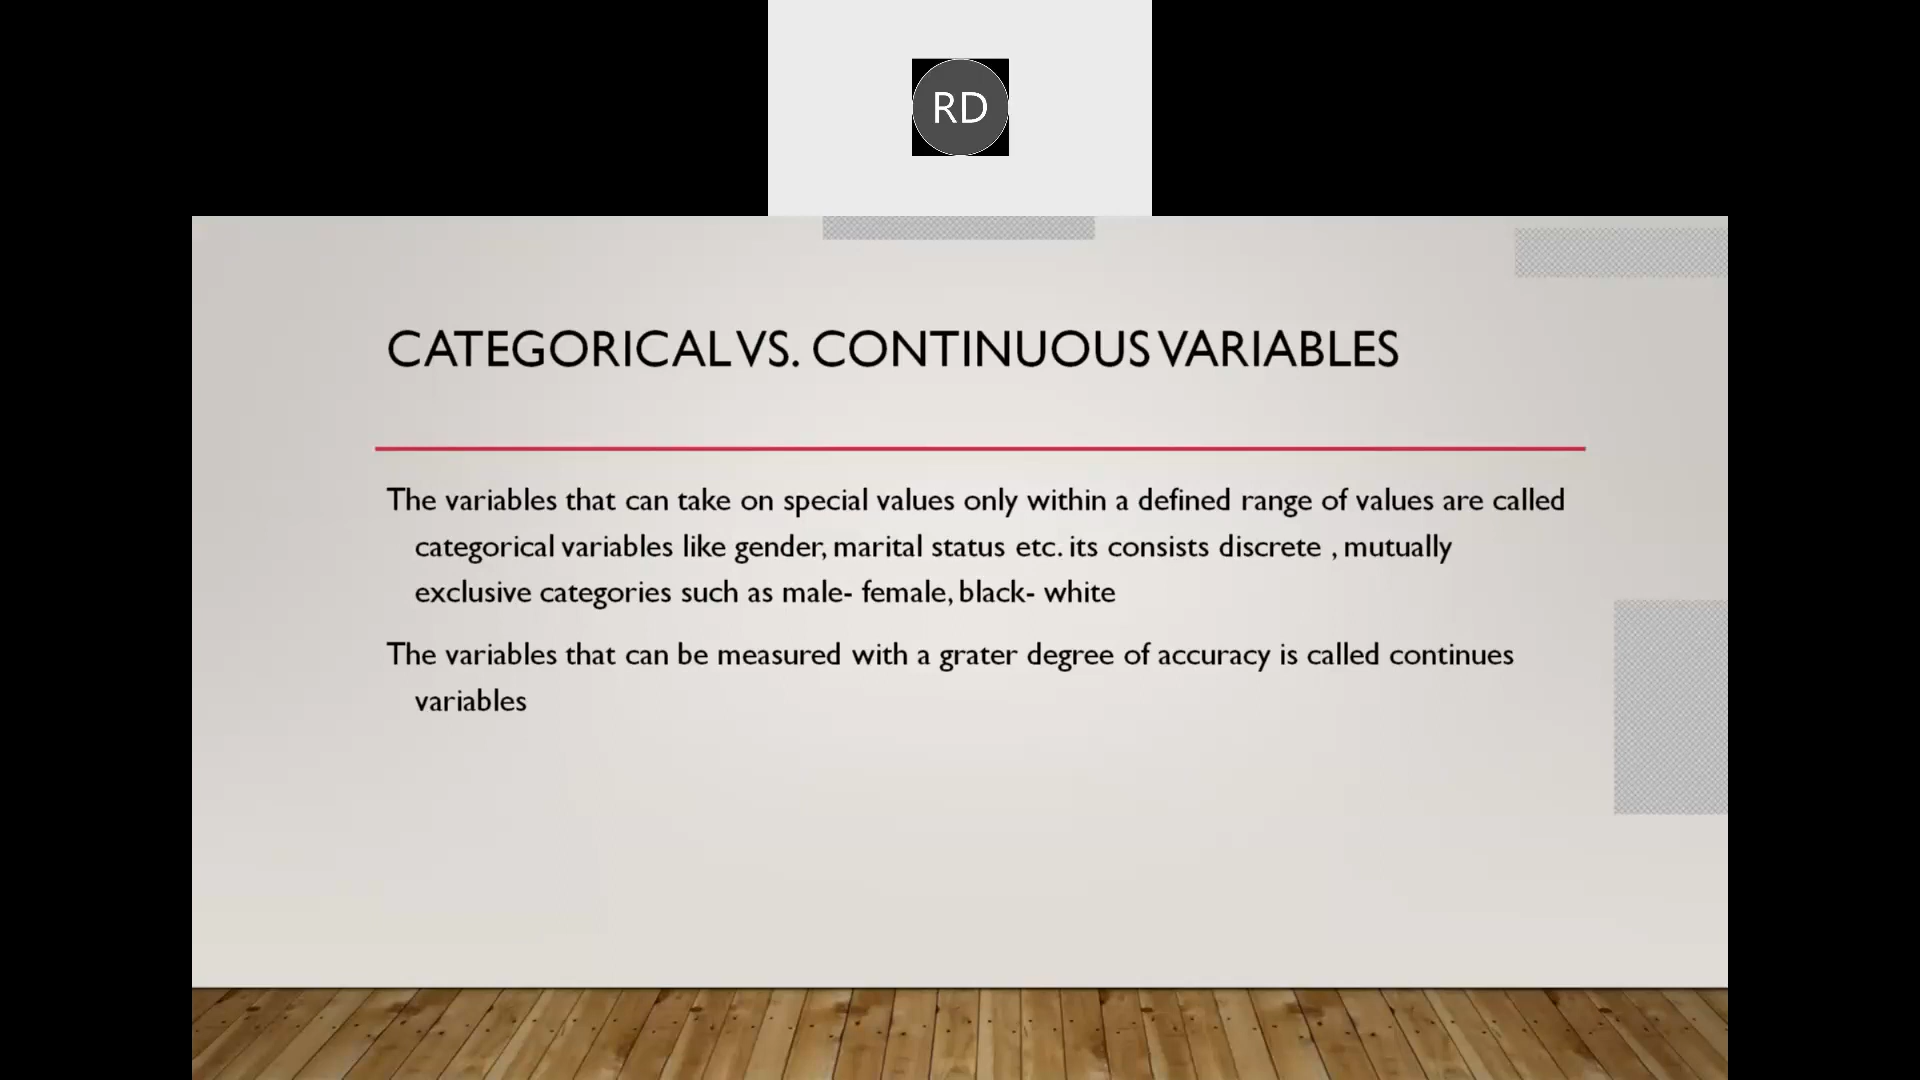 RD
CATEGORICAL VS. CONTINUOUS VARIABLES
The variables that can take on special values only within a defined range of values are called
categorical variables like gender, marital status etc. its consists discrete , mutually
exclusive categories such as male- female, black- white
The variables that can be measured with a grater degree of accuracy is called continues
variables